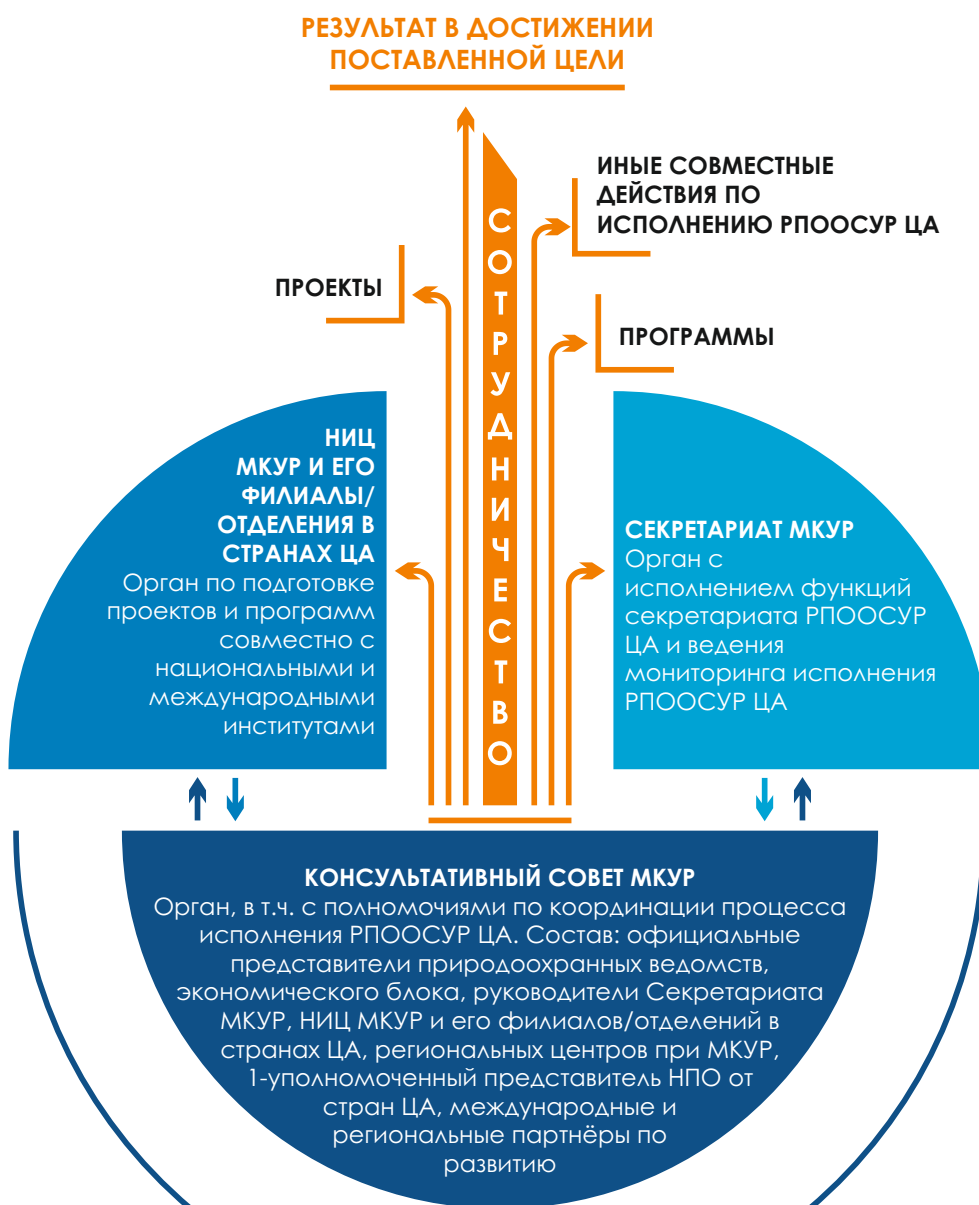 РЕЗУЛЬТАТ В ДОСТИЖЕНИИ
ПОСТАВЛЕННОЙ ЦЕЛИ
ИНЫЕ СОВМЕСТНЫЕ
ДЕЙСТВИЯ ПО
ИСПОЛНЕНИЮ РПООСУР ЦА
ПРОЕКТЫ
ПРОГРАММЫ
СОТРУДНИЧЕСТВО
НИЦ
МКУР И ЕГО
ФИЛИАЛЫ/
ОТДЕЛЕНИЯ В
СТРАНАХ ЦА
Орган по подготовке
проектов и программ
совместно с
национальными и
международными
институтами
СЕКРЕТАРИАТ МКУР
Орган с
исполнением функций
секретариата РПООСУР
ЦА и ведения
мониторинга исполнения
РПООСУР ЦА
КОНСУЛЬТАТИВНЫЙ СОВЕТ МКУР
Орган, в т.ч. с полномочиями по координации процесса
исполнения РПООСУР ЦА. Состав: официальные
представители природоохранных ведомств,
экономического блока, руководители Секретариата
МКУР, НИЦ МКУР и его филиалов/отделений в
странах ЦА, региональных центров при МКУР,
1-уполномоченный представитель НПО от
стран ЦА, международные и
региональные партнёры по
развитию